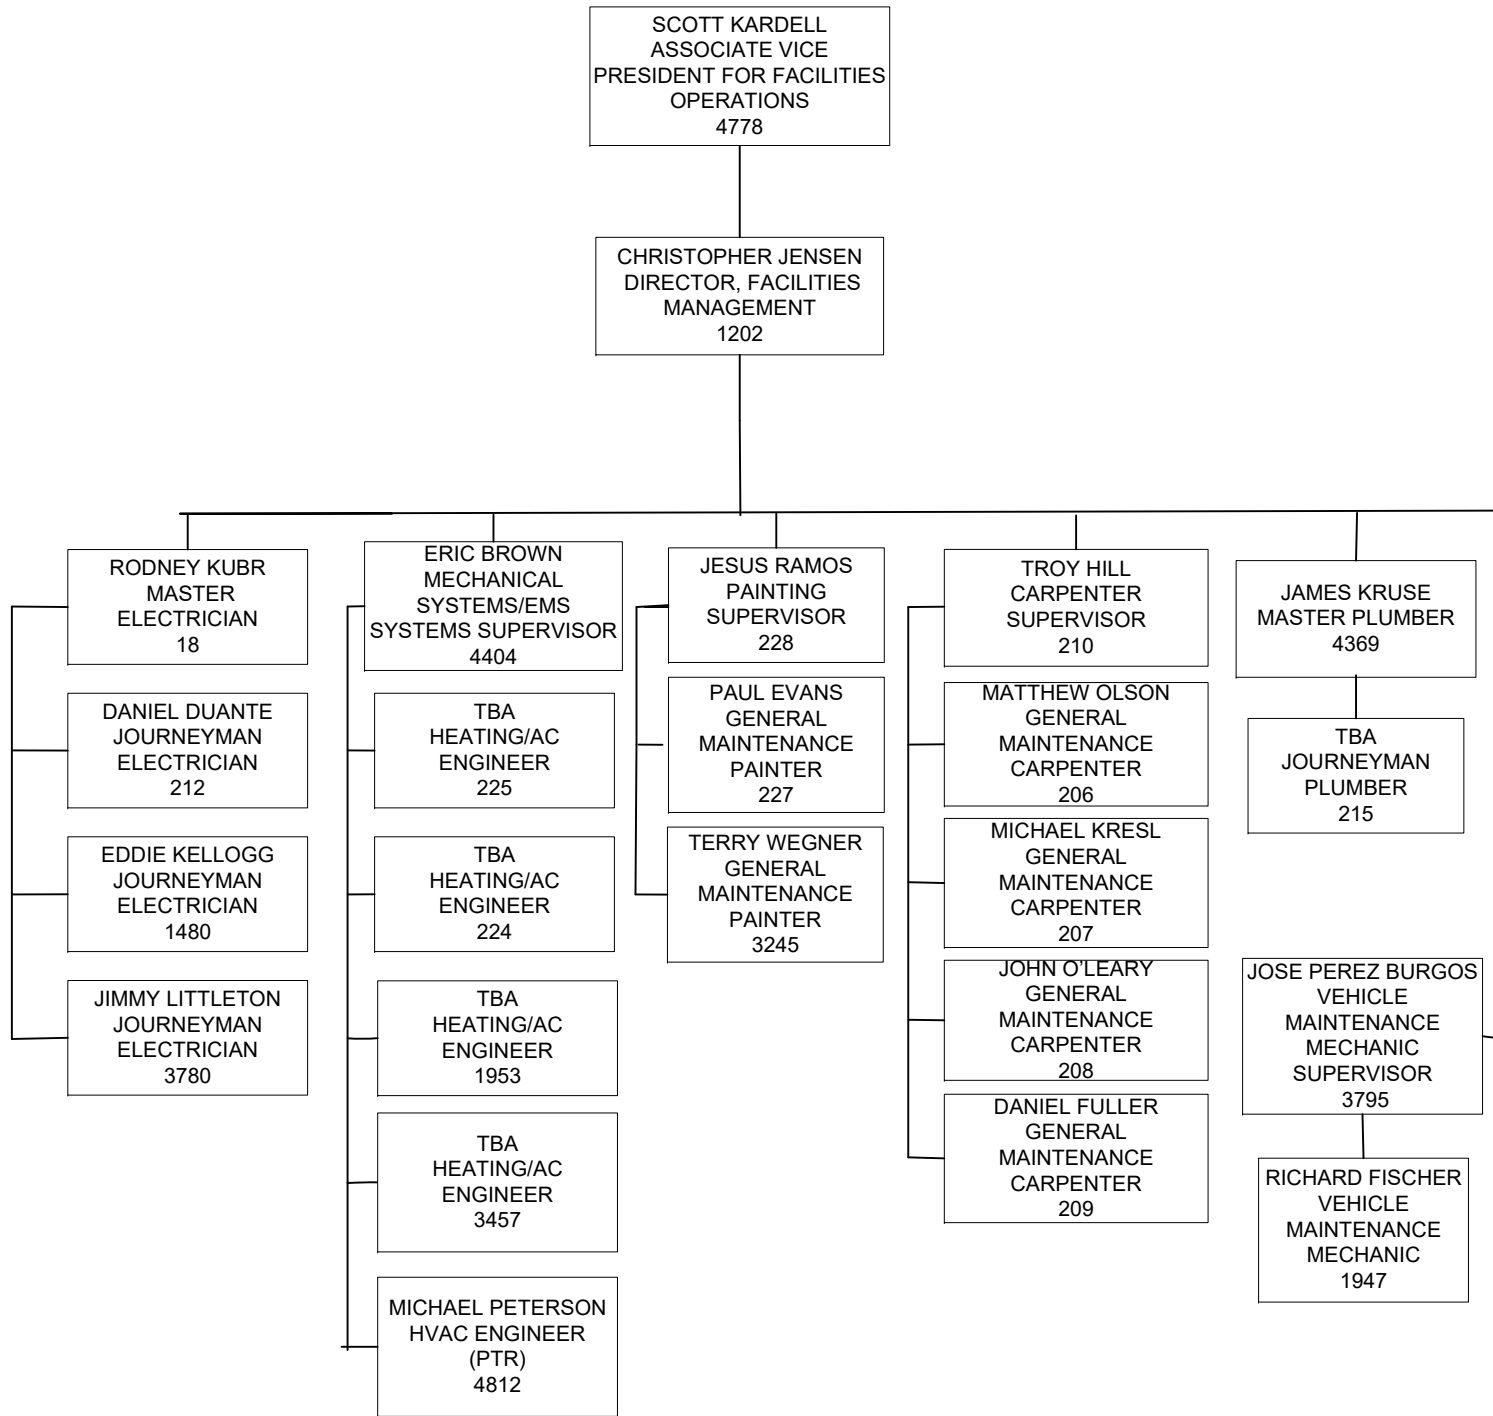 SCOTT KARDELL
ASSOCIATE VICE
PRESIDENT FOR FACILITIES
OPERATIONS
4778
CHRISTOPHER JENSEN
DIRECTOR, FACILITIES
MANAGEMENT
1202
RODNEY KUBR
MASTER
ELECTRICIAN
18
DANIEL DUANTE
JOURNEYMAN
ELECTRICIAN
212
EDDIE KELLOGG
JOURNEYMAN
ELECTRICIAN
1480
JIMMY LITTLETON
JOURNEYMAN
ELECTRICIAN
3780
ERIC BROWN
MECHANICAL
SYSTEMS/EMS
SYSTEMS SUPERVISOR
4404
TBA
HEATING/AC
ENGINEER
225
TBA
HEATING/AC
ENGINEER
224
TBA
HEATING/AC
ENGINEER
1953
TBA
HEATING/AC
ENGINEER
3457
MICHAEL PETERSON
HVAC ENGINEER
(PTR)
4812
JESUS RAMOS
PAINTING
SUPERVISOR
228
PAUL EVANS
GENERAL
MAINTENANCE
PAINTER
227
TERRY WEGNER
GENERAL
MAINTENANCE
PAINTER
3245
TROY HILL
CARPENTER
SUPERVISOR
210
MATTHEW OLSON
GENERAL
MAINTENANCE
CARPENTER
206
MICHAEL KRESL
GENERAL
MAINTENANCE
CARPENTER
207
JOHN O’LEARY
GENERAL
MAINTENANCE
CARPENTER
208
DANIEL FULLER
GENERAL
MAINTENANCE
CARPENTER
209
JAMES KRUSE
MASTER PLUMBER
4369
TBA
JOURNEYMAN
PLUMBER
215
JOSE PEREZ BURGOS
VEHICLE
MAINTENANCE
MECHANIC
SUPERVISOR
3795
RICHARD FISCHER
VEHICLE
MAINTENANCE
MECHANIC
1947